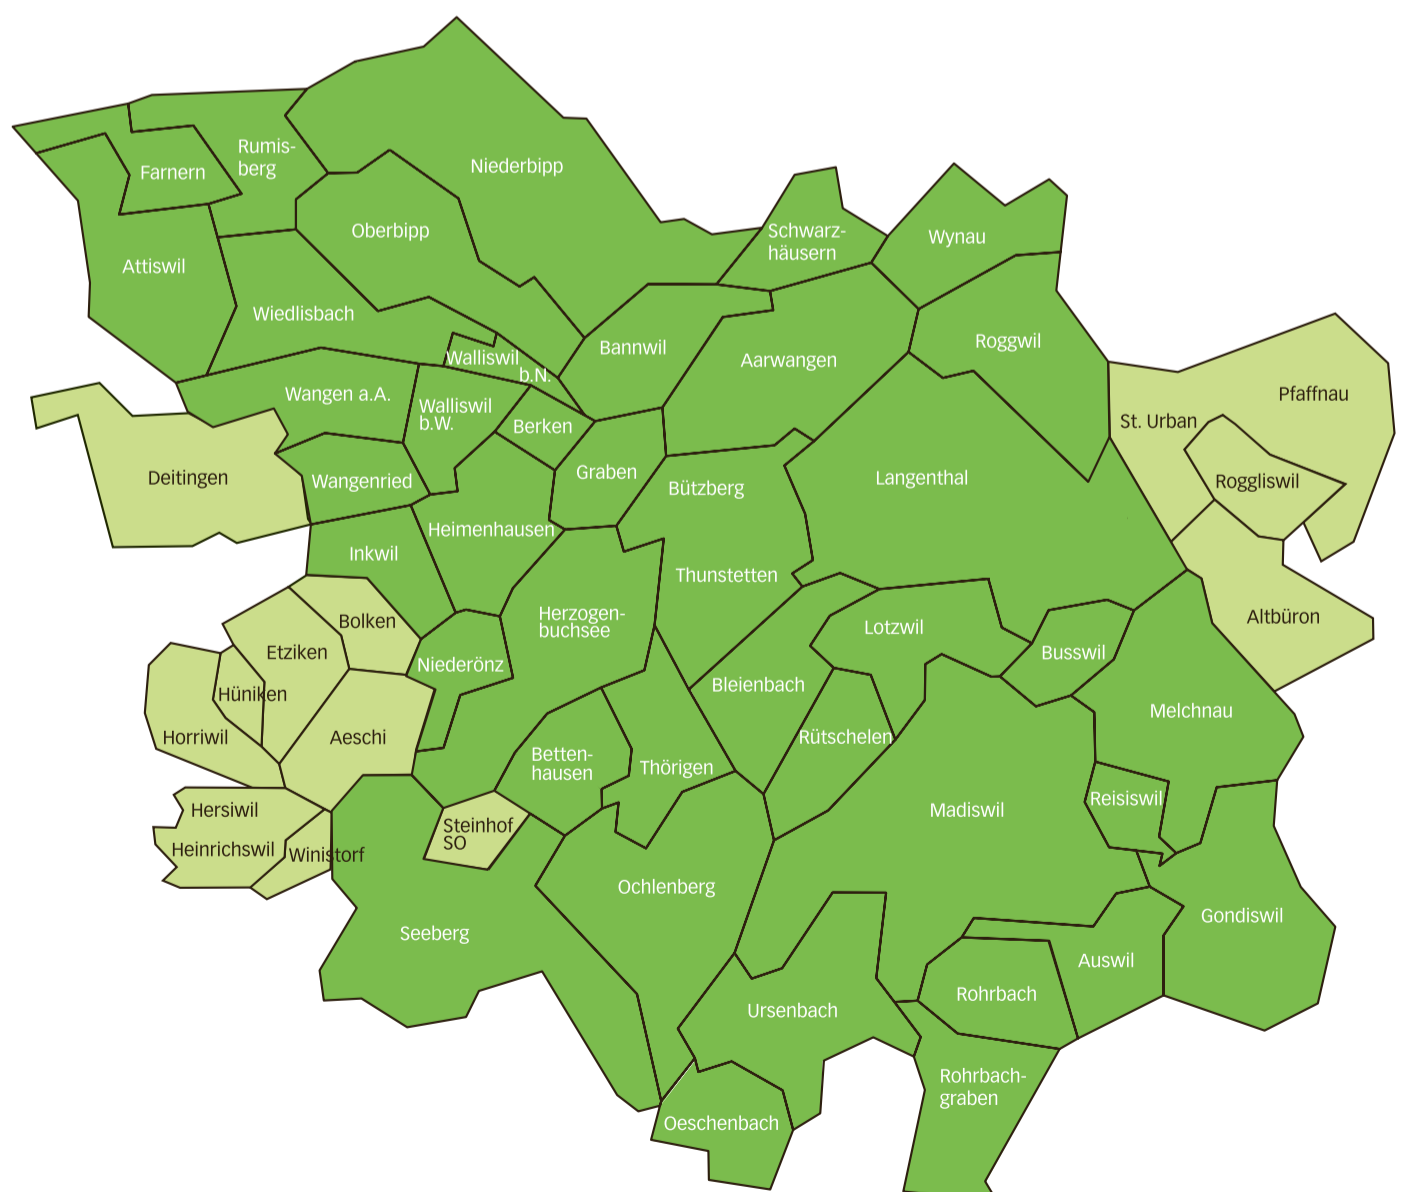 Rumis-
berg
Farnern
Niederbipp
Oberbipp
Schwarz-
häusern
Wynau
Attiswil
Wiedlisbach
Walliswil
b.N.
Bannwil
Aarwangen
Roggwil
Wangen a.A.
Walliswil
b.W.
Berken
Pfaffnau
St. Urban
Deitingen
Wangenried
Graben
Bützberg
Langenthal
Roggliswil
Heimenhausen
Inkwil
Thunstetten
Herzogen-
buchsee
Bolken
Lotzwil
Altbüron
Etziken
Niederönz
Busswil
Hüniken
Bleienbach
Melchnau
Horriwil
Aeschi
Rütschelen
Betten-
hausen
Thörigen
Reisiswil
Hersiwil
Madiswil
Steinhof
SO
Heinrichswil
Winistorf
Ochlenberg
Gondiswil
Seeberg
Auswil
Rohrbach
Ursenbach
Rohrbach-
graben
Oeschenbach